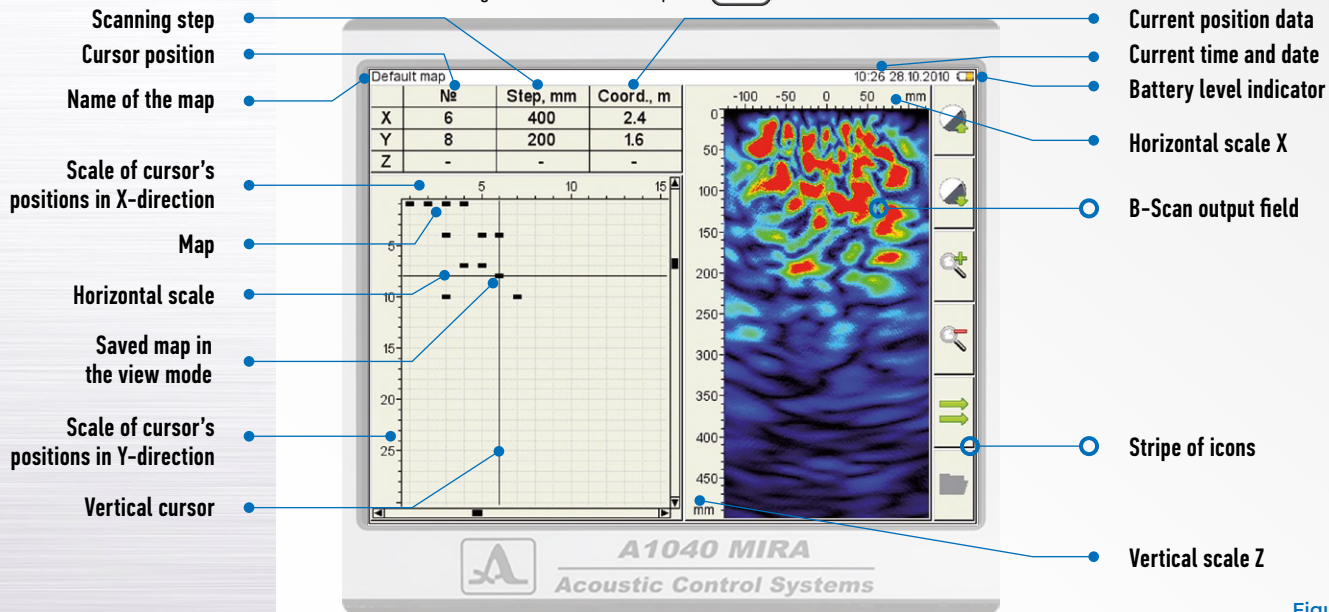 Scanning step
Cursor position
Name of the map
Scale of cursor's
positions in X-direction
Map
Horizontal scale
Saved map in
the view mode
Scale of cursor's
positions in Y-direction
Vertical cursor
Default map
10:26 28.10.2010
№ Step, mm Coord., m
X 6 400 2.4
Y 8 200 1.6
Z - - -
5 10 15
5
10
15
20
25
-100 -50 0 50 mm
0
50
100
150
200
250
300
350
400
450
mm
A1040 MIRA
Acoustic Control Systems
Current position data
Current time and date
Battery level indicator
Horizontal scale X
B-Scan output field
Stripe of icons
Vertical scale Z